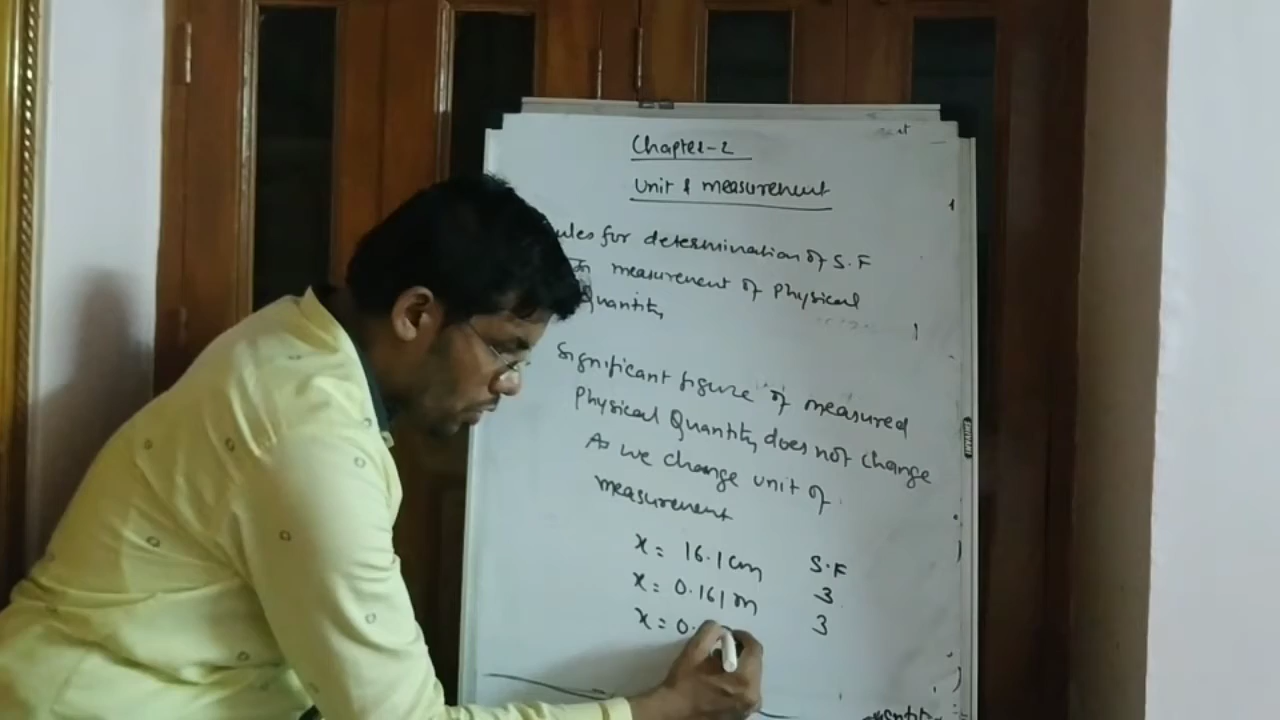 Chapter-2
Unit & measurement
ules for determination of S.F
In measurement of Physical
Quantity
Significant figure of measured
Physical Quantity does not change
As we change unit of
measurement
x = 16.1 cm S.F
x = 0.161 m 3
x = 0. 3